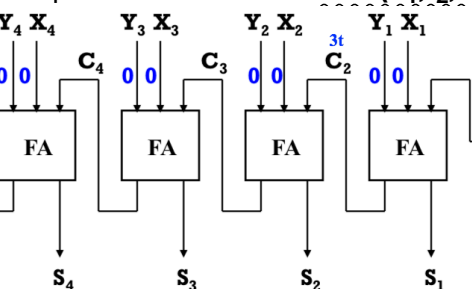 Y4 X4 Y3 X3 Y2 X2 Y1 X1
3t
C4 C3 C2
0 0 0 0 0 0 0 0
FA FA FA FA
S4 S3 S2 S1